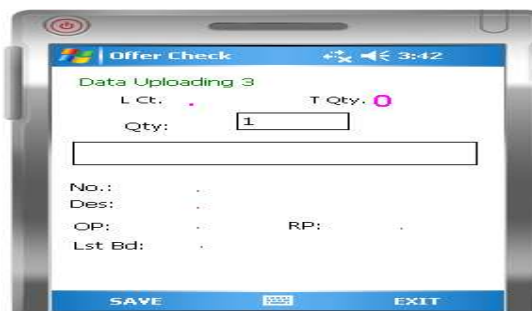 Offer Check 3:42
Data Uploading 3
L Ct. . T Qty. 0
Qty: 1
No.: .
Des: .
OP: . RP: .
Lst Bd: .
SAVE EXIT